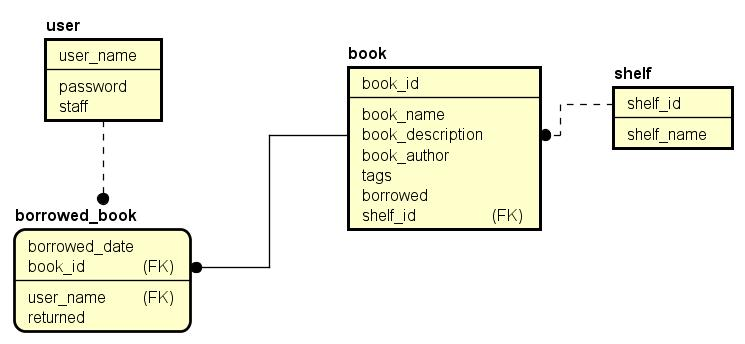 user
user_name
password
staff
book
book_id
book_name
book_description
book_author
tags
borrowed
shelf_id (FK)
shelf
shelf_id
shelf_name
borrowed_book
borrowed_date
book_id (FK)
user_name (FK)
returned